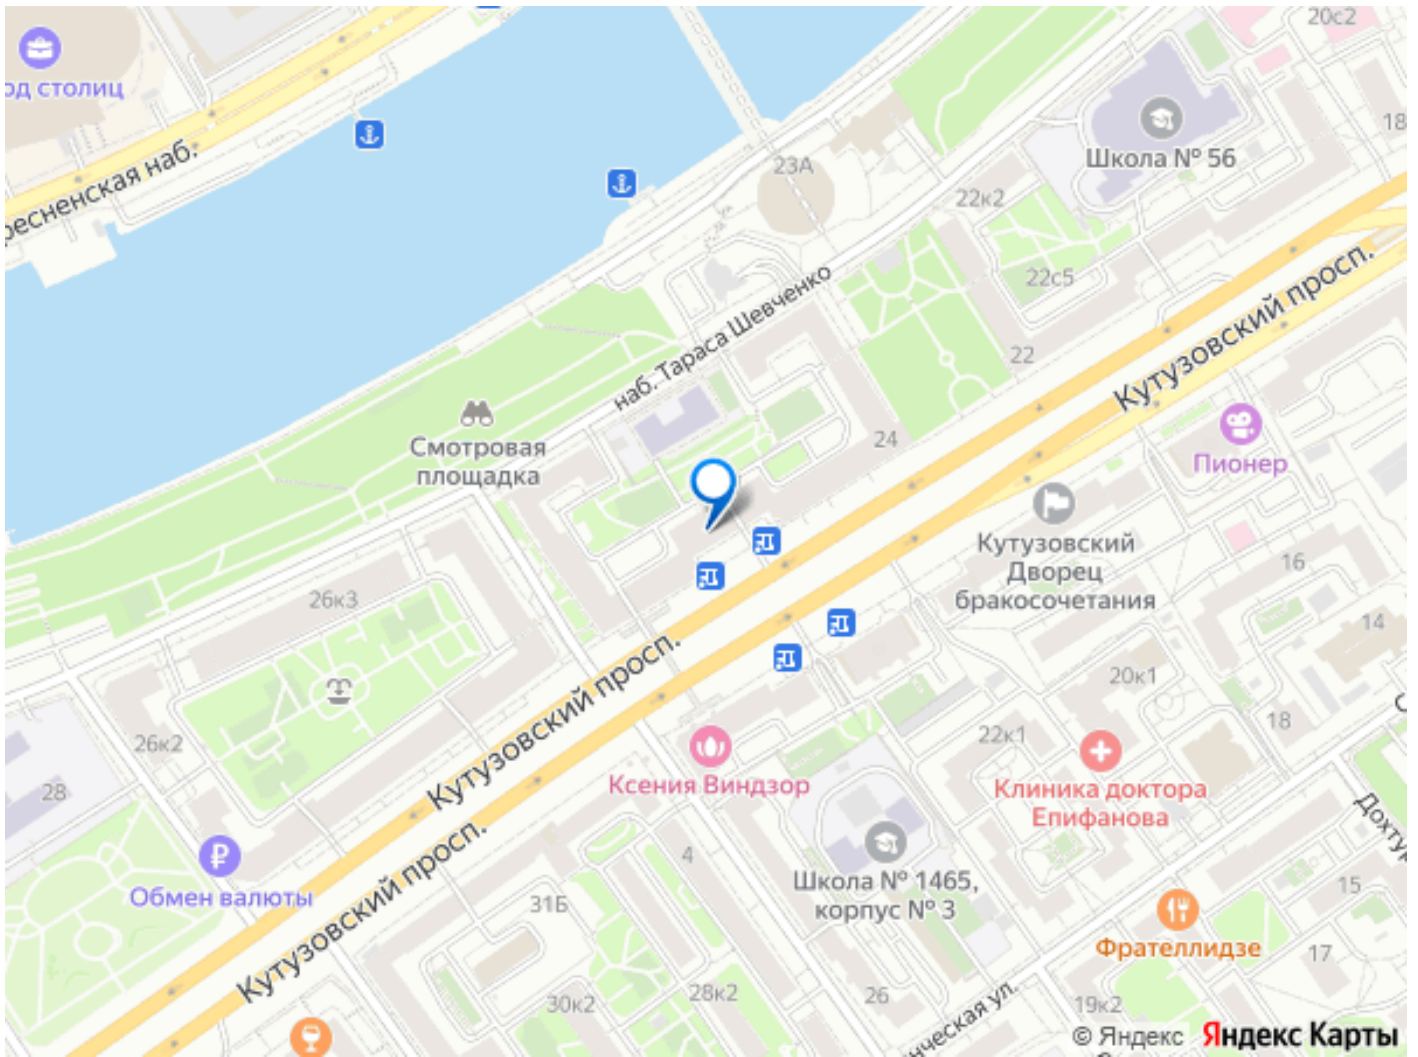 20с2
од столиц
ресненская наб.
Школа № 56
18
23А
22к2
22с5
Кутузовский просп.
наб. Тараса Шевченко
22
24
Смотровая
площадка
Пионер
Кутузовский
Дворец
бракосочетания
16
14
26к3
20к1
18
22к1
26к2
Кутузовский просп.
Ксения Виндзор
Клиника доктора
Епифанова
28
Дохтур
4
Обмен валюты
Школа № 1465,
корпус № 3
15
31Б
Кутузовский просп.
Фрателлидзе
17
30к2
28к2
26
19к2
ическая ул.
© Яндекс Яндекс Карты